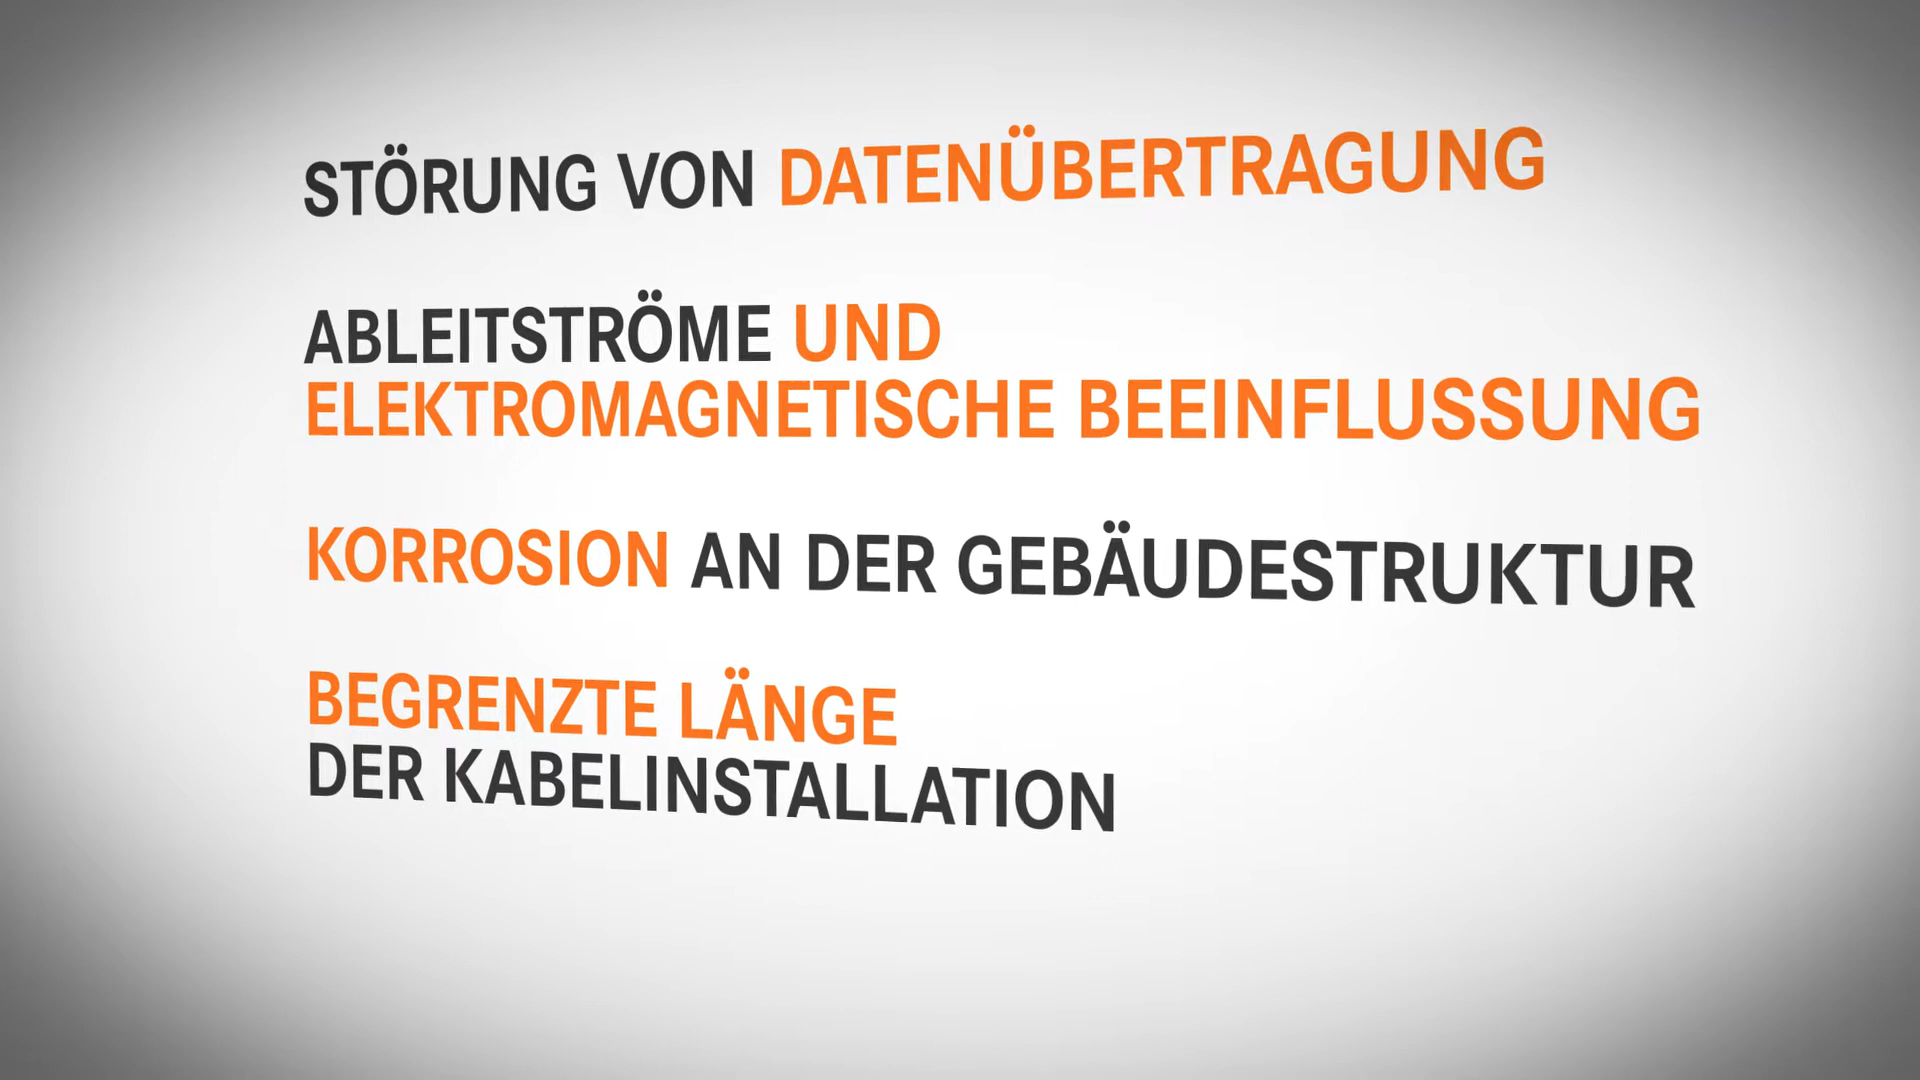 STÖRUNG VON DATENÜBERTRAGUNG
ABLEITSTRÖME UND
ELEKTROMAGNETISCHE BEEINFLUSSUNG
KORROSION AN DER GEBÄUDESTRUKTUR
BEGRENZTE LÄNGE
DER KABELINSTALLATION